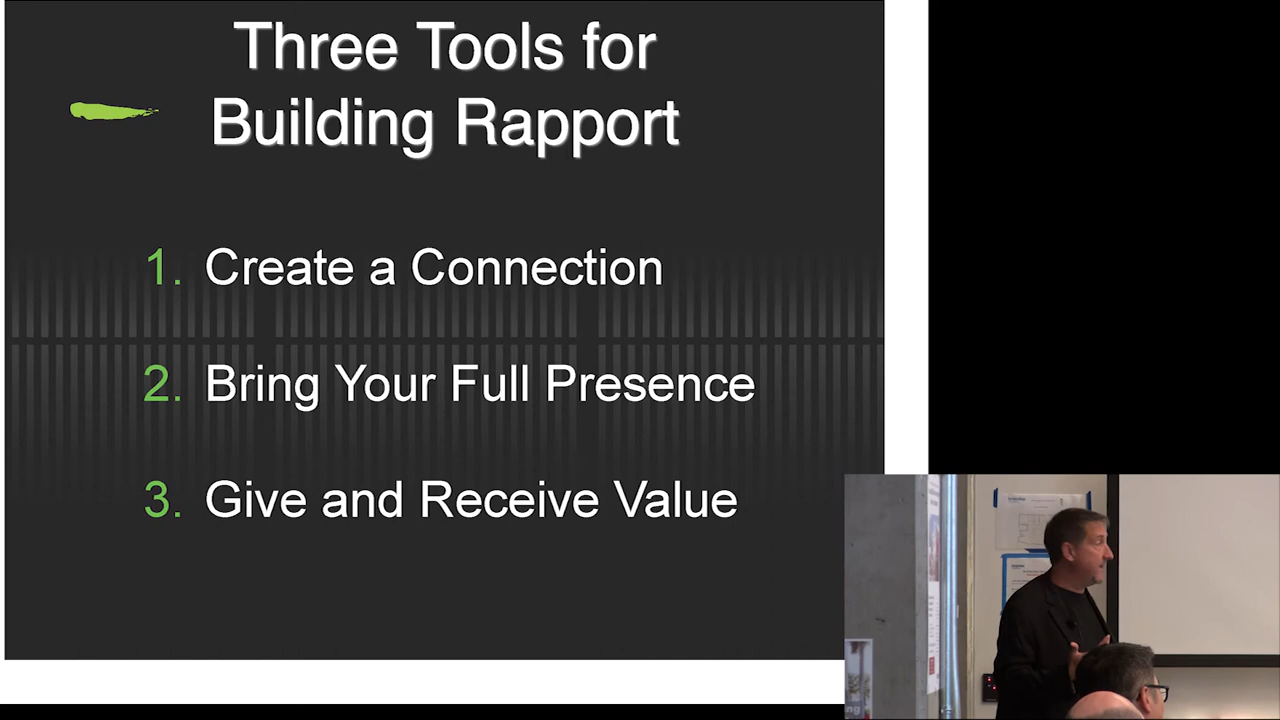 Three Tools for
Building Rapport
1. Create a Connection
2. Bring Your Full Presence
3. Give and Receive Value